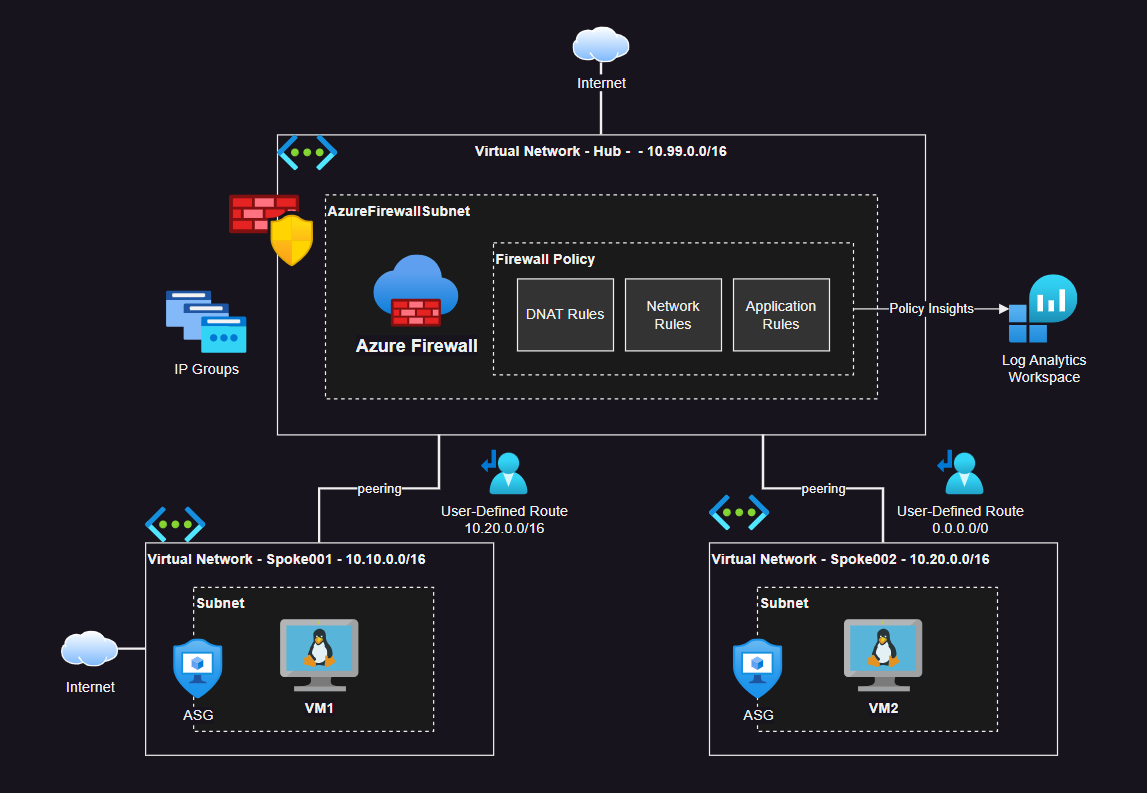 Internet
Virtual Network - Hub -  - 10.99.0.0/16
AzureFirewallSubnet
Firewall Policy
DNAT Rules
Network
Rules
Application
Rules
Azure Firewall
Policy Insights
IP Groups
Log Analytics
Workspace
peering
User-Defined Route
10.20.0.0/16
peering
User-Defined Route
0.0.0.0/0
Virtual Network - Spoke001 - 10.10.0.0/16
Subnet
Internet
ASG
VM1
Virtual Network - Spoke002 - 10.20.0.0/16
Subnet
ASG
VM2